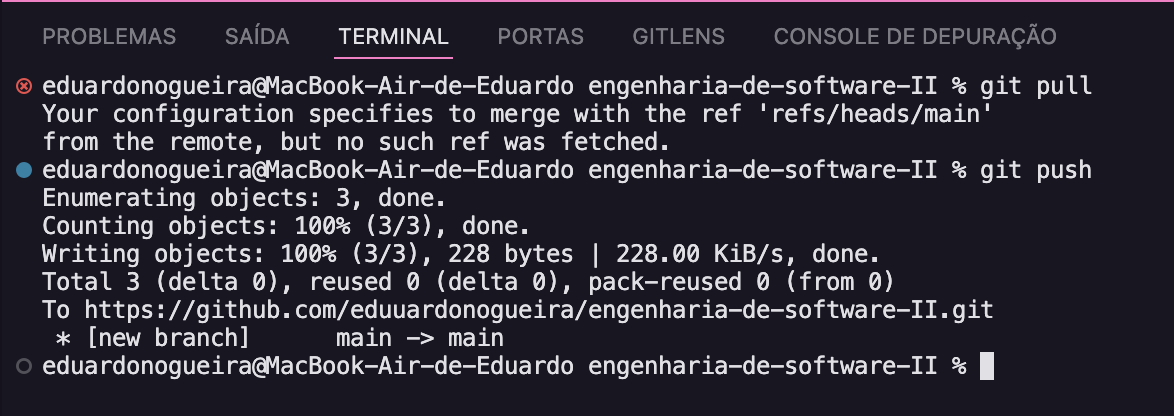 PROBLEMAS SAÍDA TERMINAL PORTAS GITLENS CONSOLE DE DEPURAÇÃO
eduardonogueira@MacBook-Air-de-Eduardo engenharia-de-software-II % git pull
Your configuration specifies to merge with the ref 'refs/heads/main'
from the remote, but no such ref was fetched.
eduardonogueira@MacBook-Air-de-Eduardo engenharia-de-software-II % git push
Enumerating objects: 3, done.
Counting objects: 100% (3/3), done.
Writing objects: 100% (3/3), 228 bytes | 228.00 KiB/s, done.
Total 3 (delta 0), reused 0 (delta 0), pack-reused 0 (from 0)
To https://github.com/eduuardonogueira/engenharia-de-software-II.git
 * [new branch]      main -> main
eduardonogueira@MacBook-Air-de-Eduardo engenharia-de-software-II %